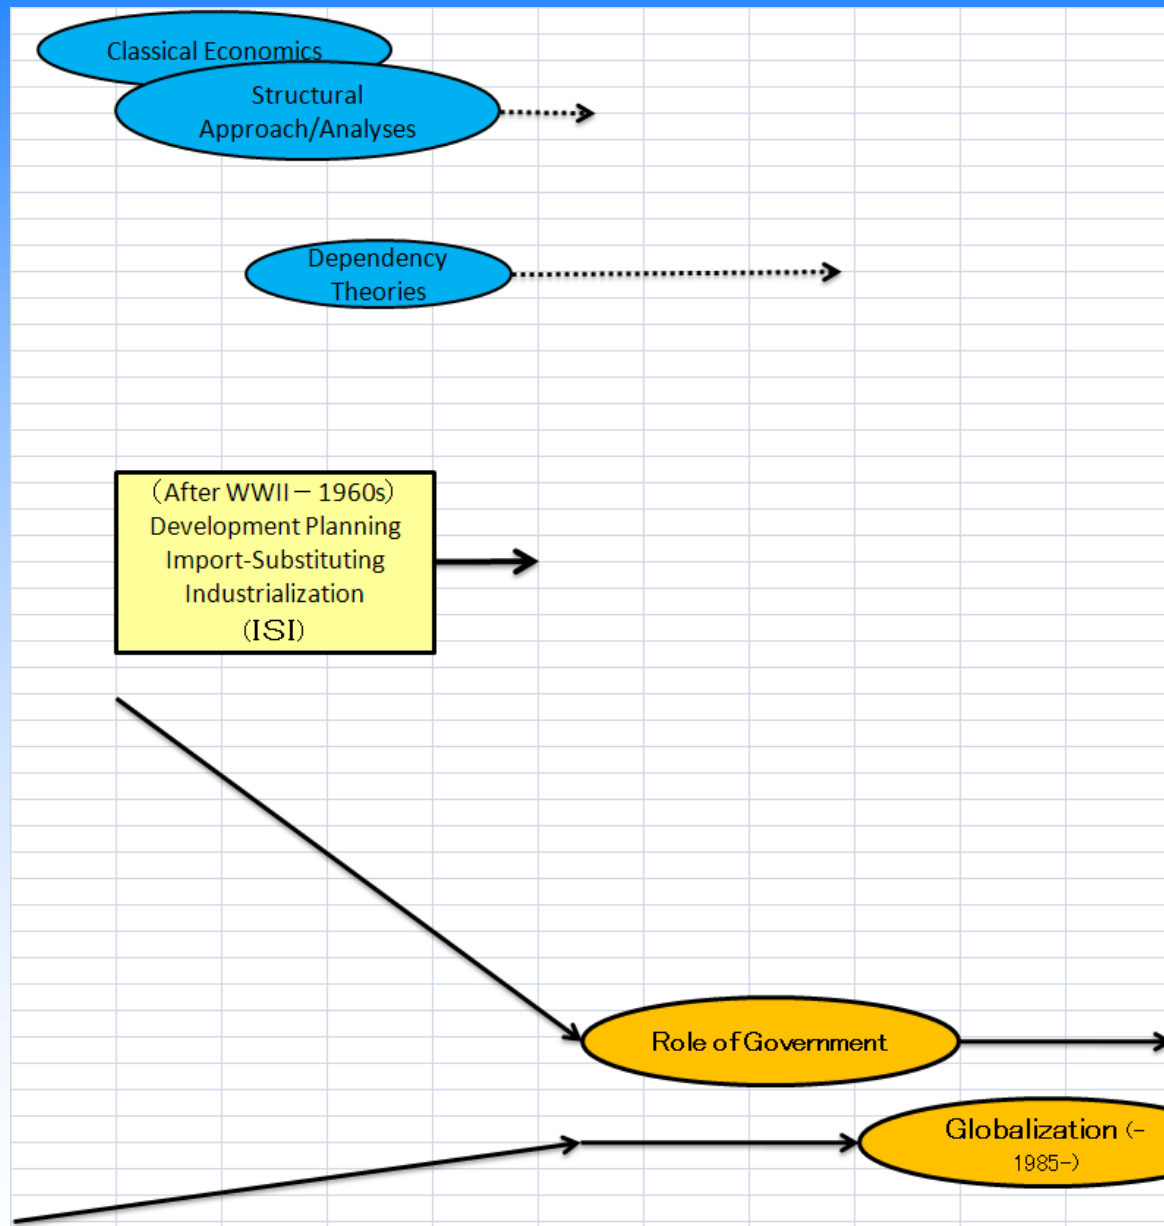 Classical Economics
Structural
Approach/Analyses
Dependency
Theories
(After WWII – 1960s)
Development Planning
Import-Substituting
Industrialization
(ISI)
Role of Government
Globalization (-
1985-)